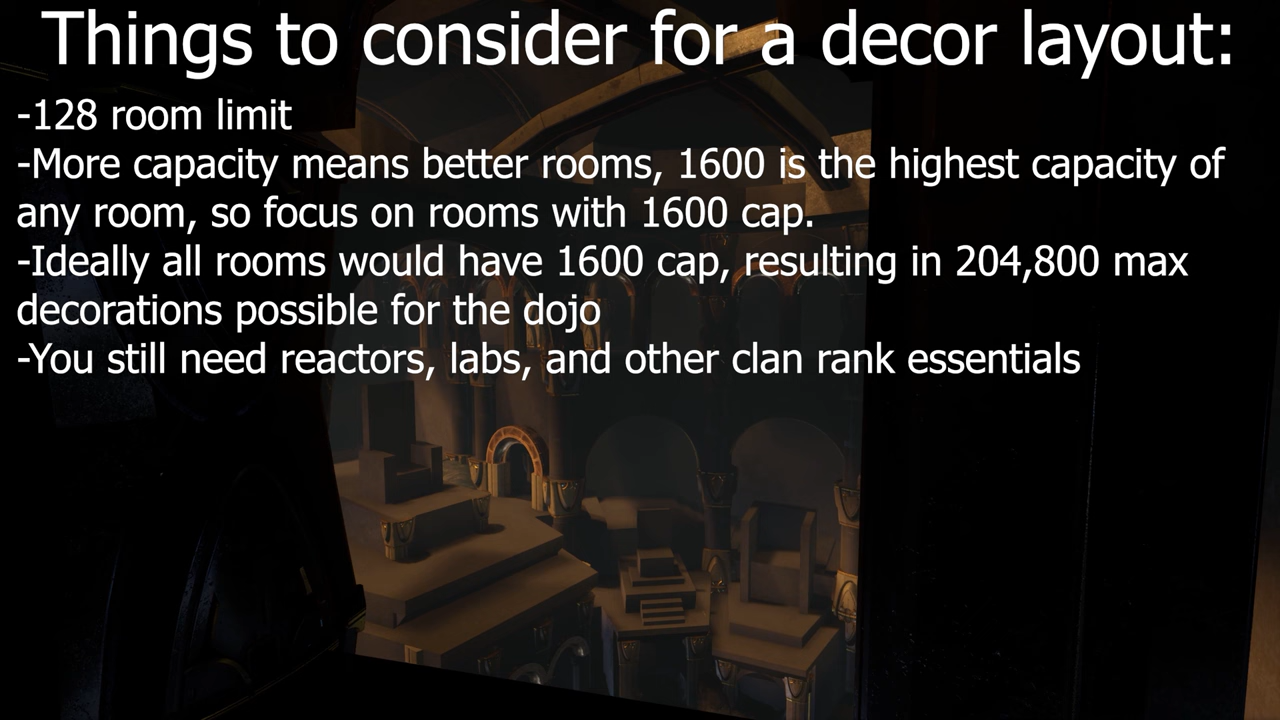 Things to consider for a decor layout:
-128 room limit
-More capacity means better rooms, 1600 is the highest capacity of
any room, so focus on rooms with 1600 cap.
-Ideally all rooms would have 1600 cap, resulting in 204,800 max
decorations possible for the dojo
-You still need reactors, labs, and other clan rank essentials